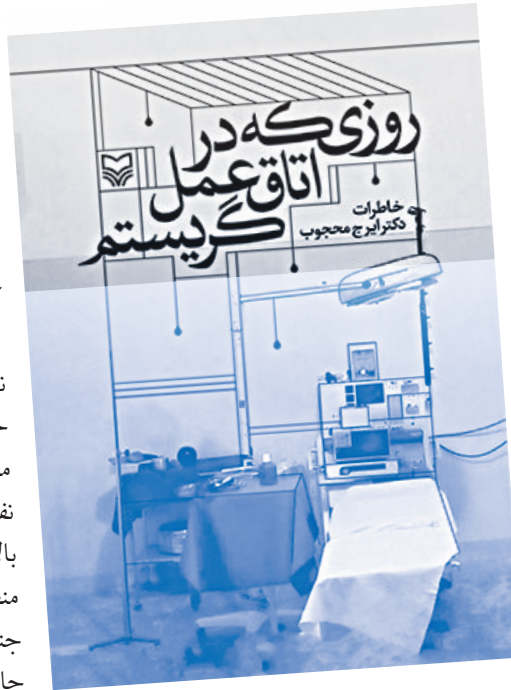 روزی که در
اتاق عمل
گریستم
خاطرات
دکتر ایرج محجوب